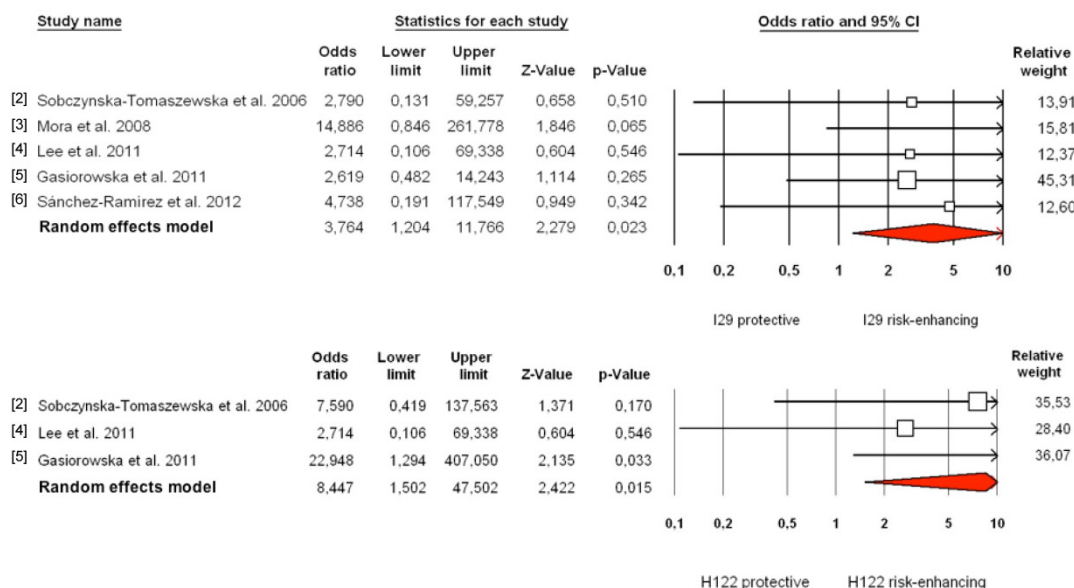 Study name Statistics for each study Odds ratio and 95% CI
Odds ratio Lower limit Upper limit Z-Value p-Value Relative weight
[2] Sobczynska-Tomaszewska et al. 2006 2,790 0,131 59,257 0,658 0,510 13,91
[3] Mora et al. 2008 14,886 0,846 261,778 1,846 0,065 15,81
[4] Lee et al. 2011 2,714 0,106 69,338 0,604 0,546 12,37
[5] Gasiorowska et al. 2011 2,619 0,482 14,243 1,114 0,265 45,31
[6] Sánchez-Ramirez et al. 2012 4,738 0,191 117,549 0,949 0,342 12,60
Random effects model 3,764 1,204 11,766 2,279 0,023
0,1 0,2 0,5 1 2 5 10
I29 protective I29 risk-enhancing
Odds ratio Lower limit Upper limit Z-Value p-Value Relative weight
[2] Sobczynska-Tomaszewska et al. 2006 7,590 0,419 137,563 1,371 0,170 35,53
[4] Lee et al. 2011 2,714 0,106 69,338 0,604 0,546 28,40
[5] Gasiorowska et al. 2011 22,948 1,294 407,050 2,135 0,033 36,07
Random effects model 8,447 1,502 47,502 2,422 0,015
0,1 0,2 0,5 1 2 5 10
H122 protective H122 risk-enhancing